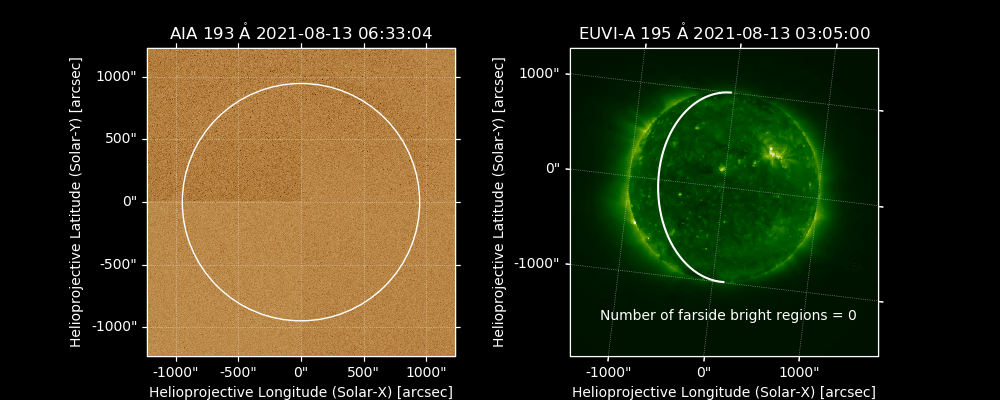 AIA 193 Å 2021-08-13 06:33:04
Helioprojective Latitude (Solar-Y) [arcsec]
1000"
500"
0"
-500"
-1000"
-1000"
-500"
0"
500"
1000"
Helioprojective Longitude (Solar-X) [arcsec]
EUVI-A 195 Å 2021-08-13 03:05:00
Helioprojective Latitude (Solar-Y) [arcsec]
1000"
0"
-1000"
Number of farside bright regions = 0
-1000"
0"
1000"
Helioprojective Longitude (Solar-X) [arcsec]